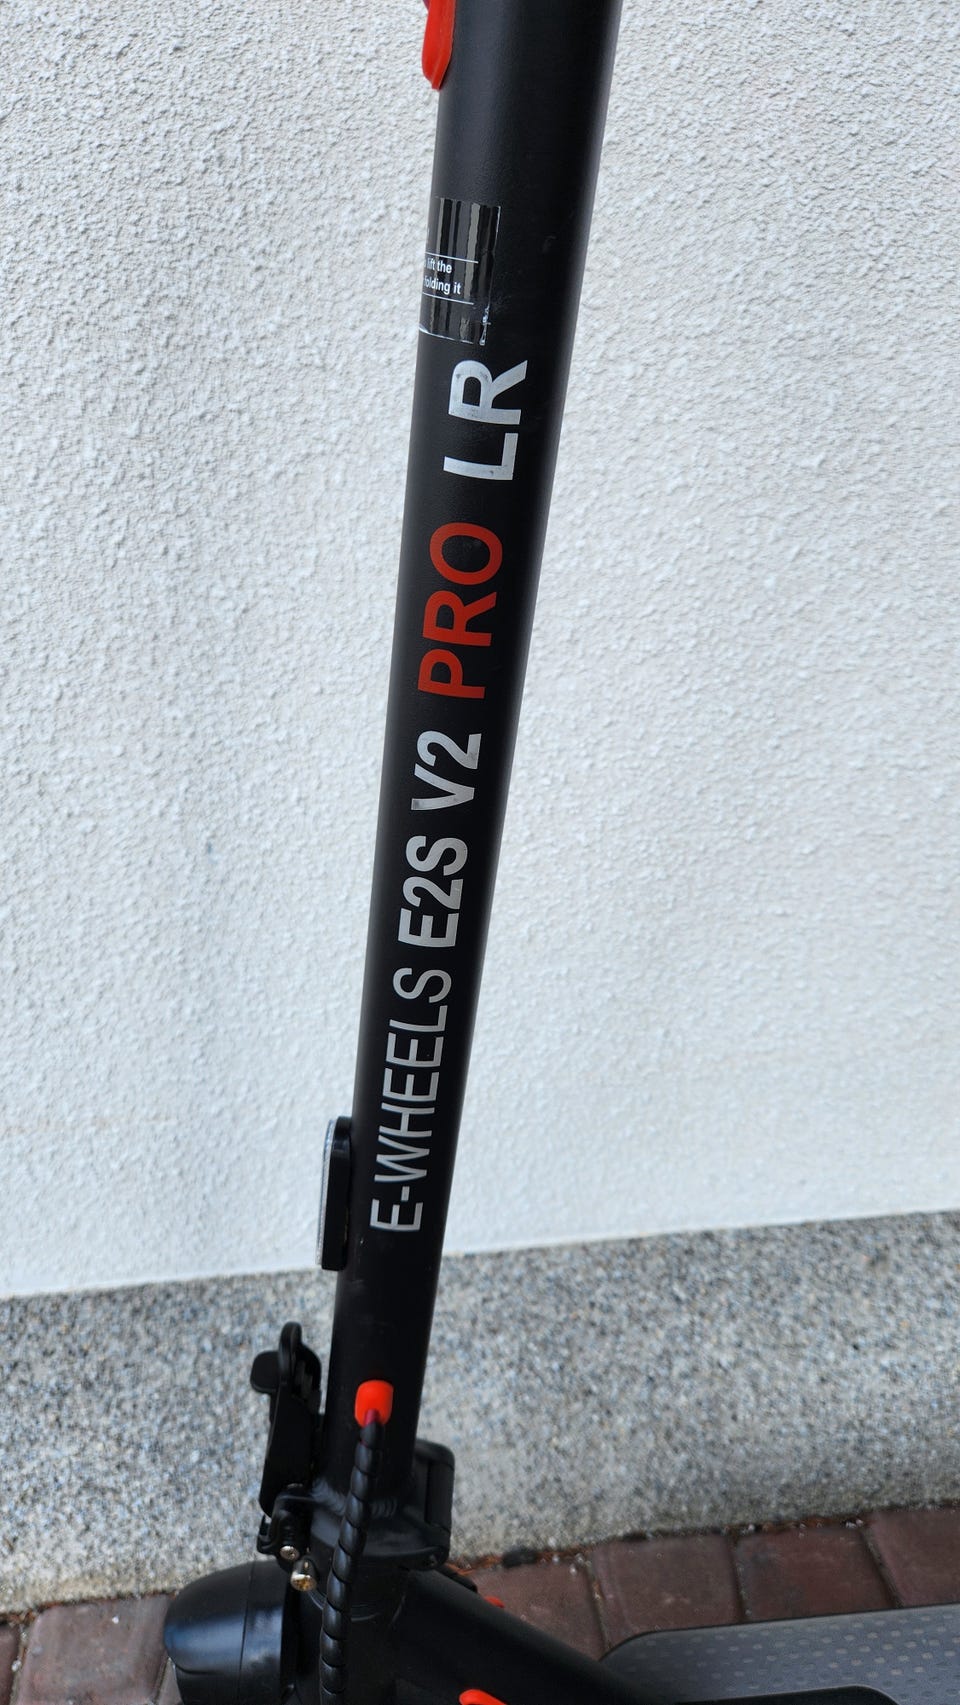 lift the
folding it
E-WHEELS E2S V2 PRO LR